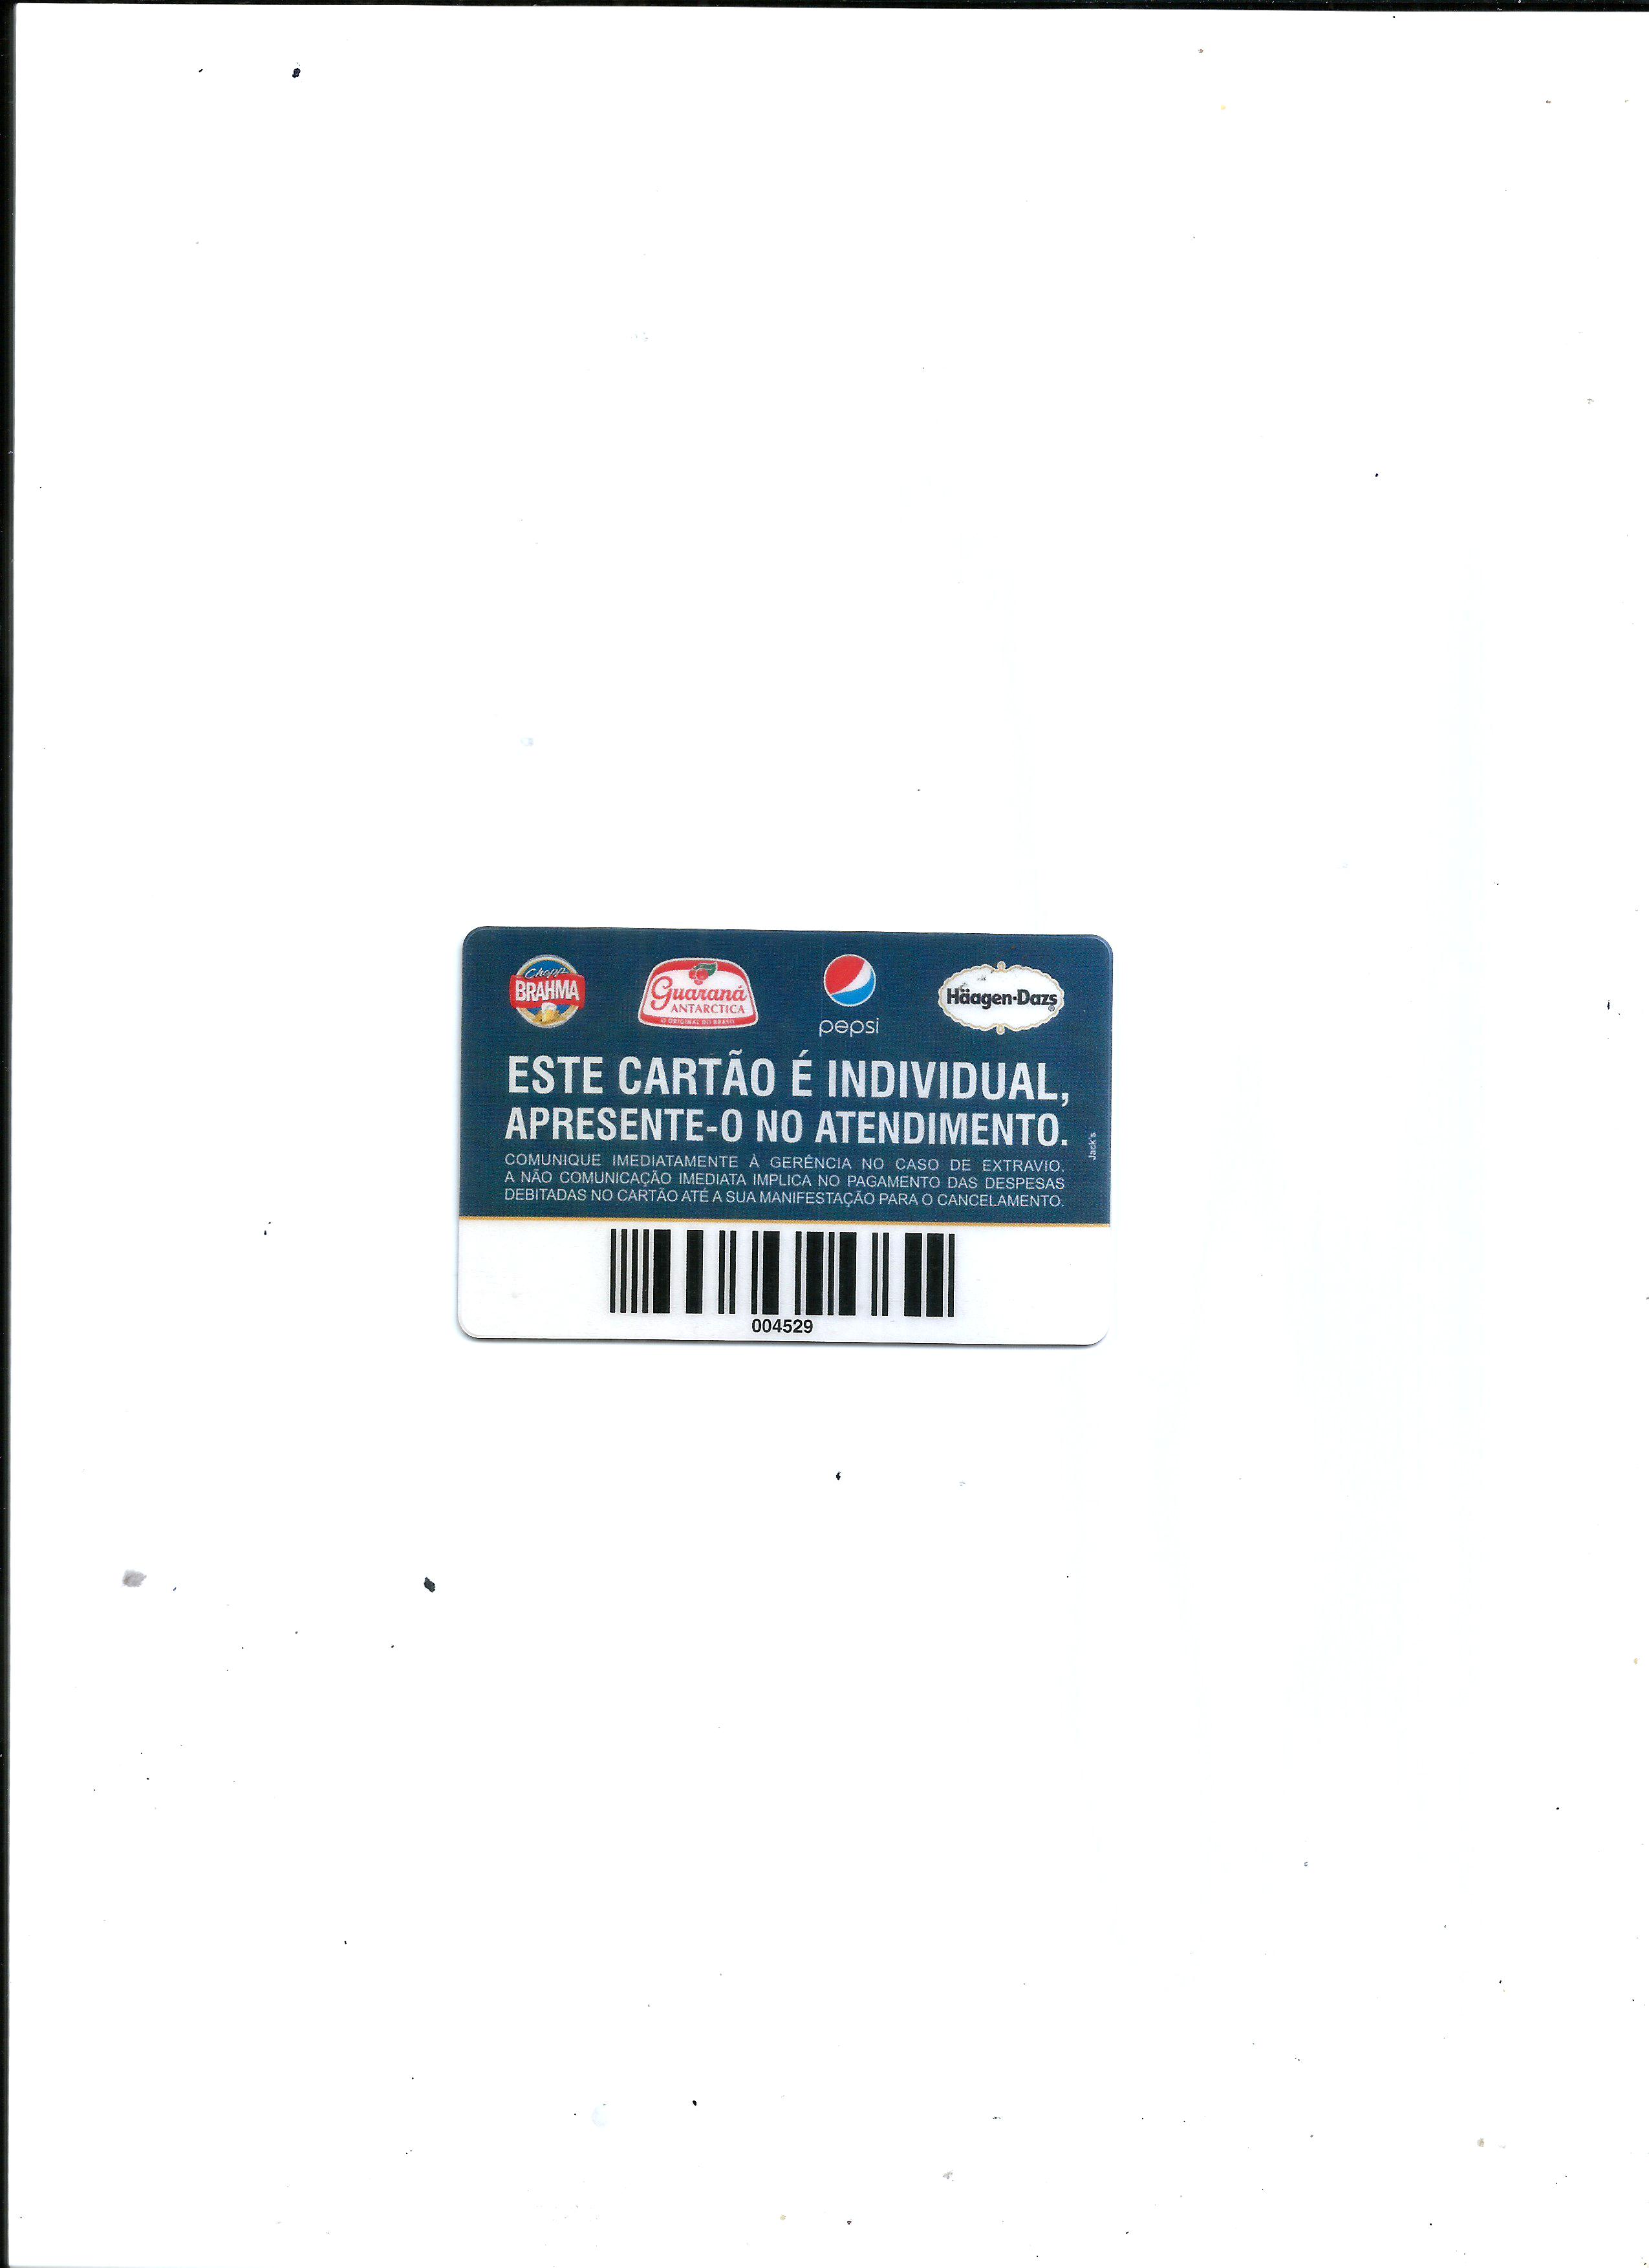 Chopp
BRAHMA
Guaraná
ANTARCTICA
O ORIGINAL DO BRASIL
pepsi
Häagen-Dazs
ESTE CARTÃO É INDIVIDUAL,
APRESENTE-O NO ATENDIMENTO.
COMUNIQUE IMEDIATAMENTE À GERÊNCIA NO CASO DE EXTRAVIO.
A NÃO COMUNICAÇÃO IMEDIATA IMPLICA NO PAGAMENTO DAS DESPESAS
DEBITADAS NO CARTÃO ATÉ A SUA MANIFESTAÇÃO PARA O CANCELAMENTO.
Jack's
004529